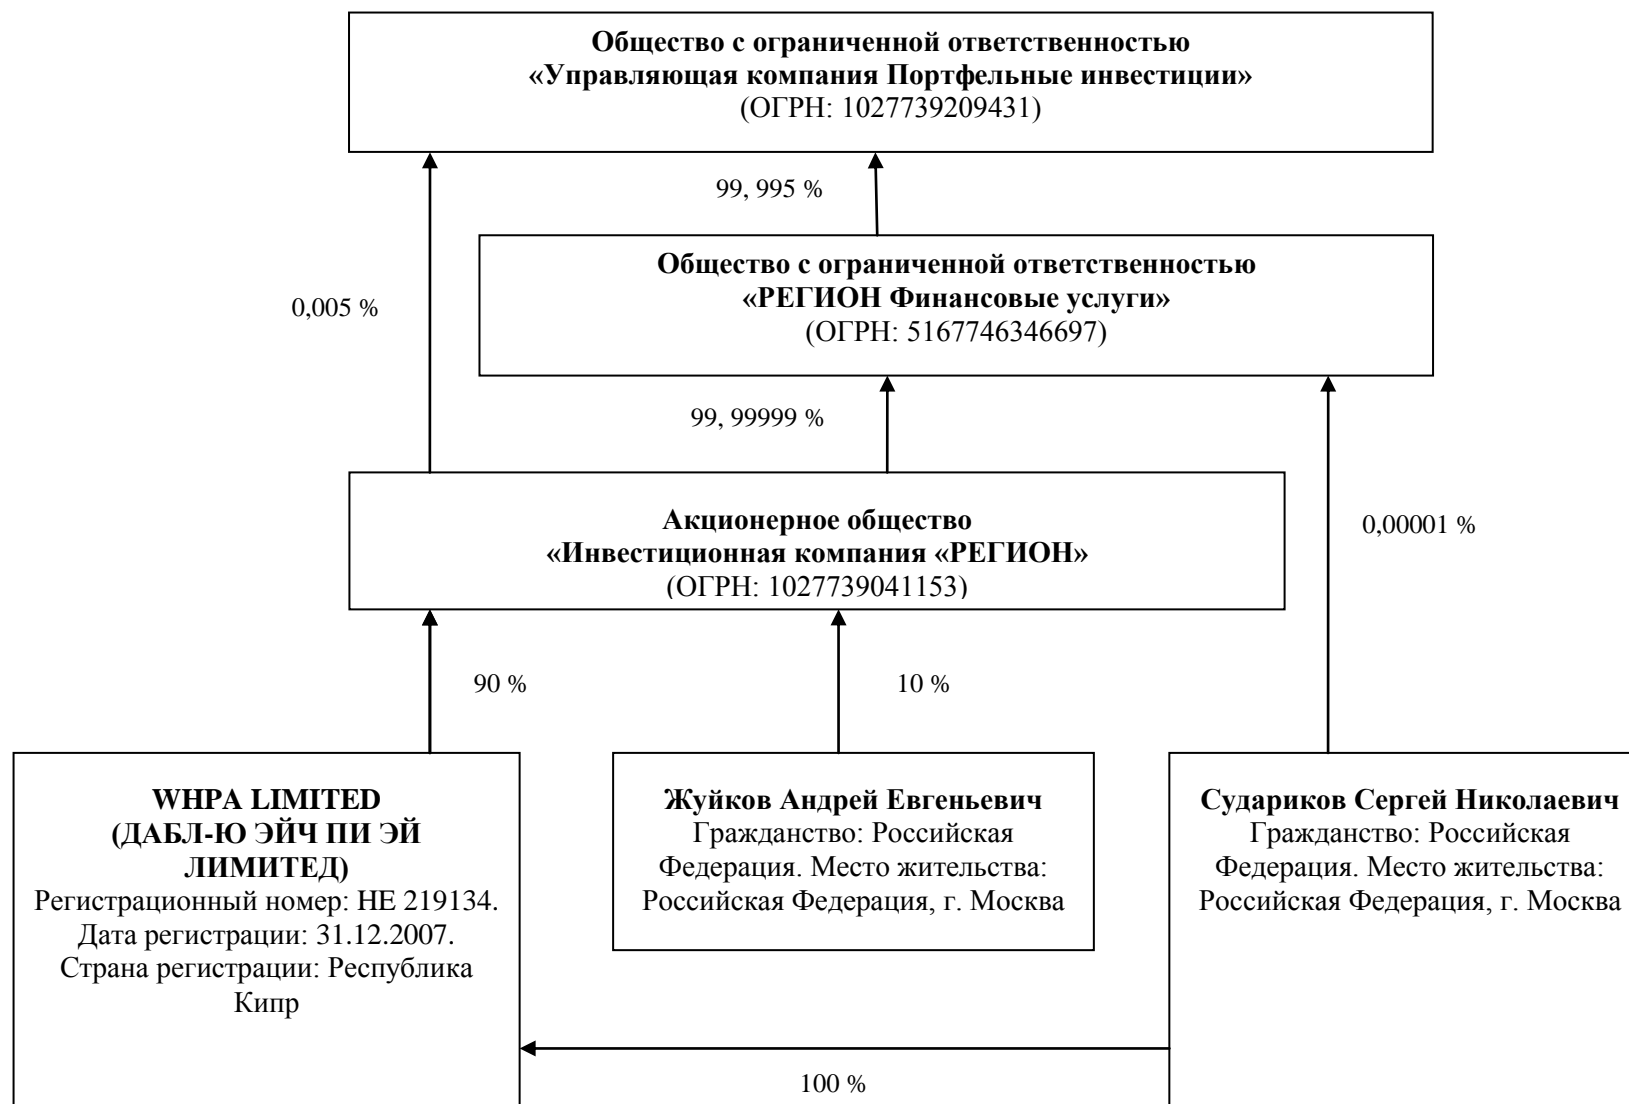 Общество с ограниченной ответственностью
«Управляющая компания Портфельные инвестиции»
(ОГРН: 1027739209431)
99, 995 %
Общество с ограниченной ответственностью
«РЕГИОН Финансовые услуги»
(ОГРН: 5167746346697)
0,005 %
99, 99999 %
Акционерное общество
«Инвестиционная компания «РЕГИОН»
(ОГРН: 1027739041153)
0,00001 %
90 %
10 %
WHPA LIMITED
(ДАБЛ-Ю ЭЙЧ ПИ ЭЙ
ЛИМИТЕД)
Регистрационный номер: HE 219134.
Дата регистрации: 31.12.2007.
Страна регистрации: Республика
Кипр
Жуйков Андрей Евгеньевич
Гражданство: Российская
Федерация. Место жительства:
Российская Федерация, г. Москва
Судариков Сергей Николаевич
Гражданство: Российская
Федерация. Место жительства:
Российская Федерация, г. Москва
100 %